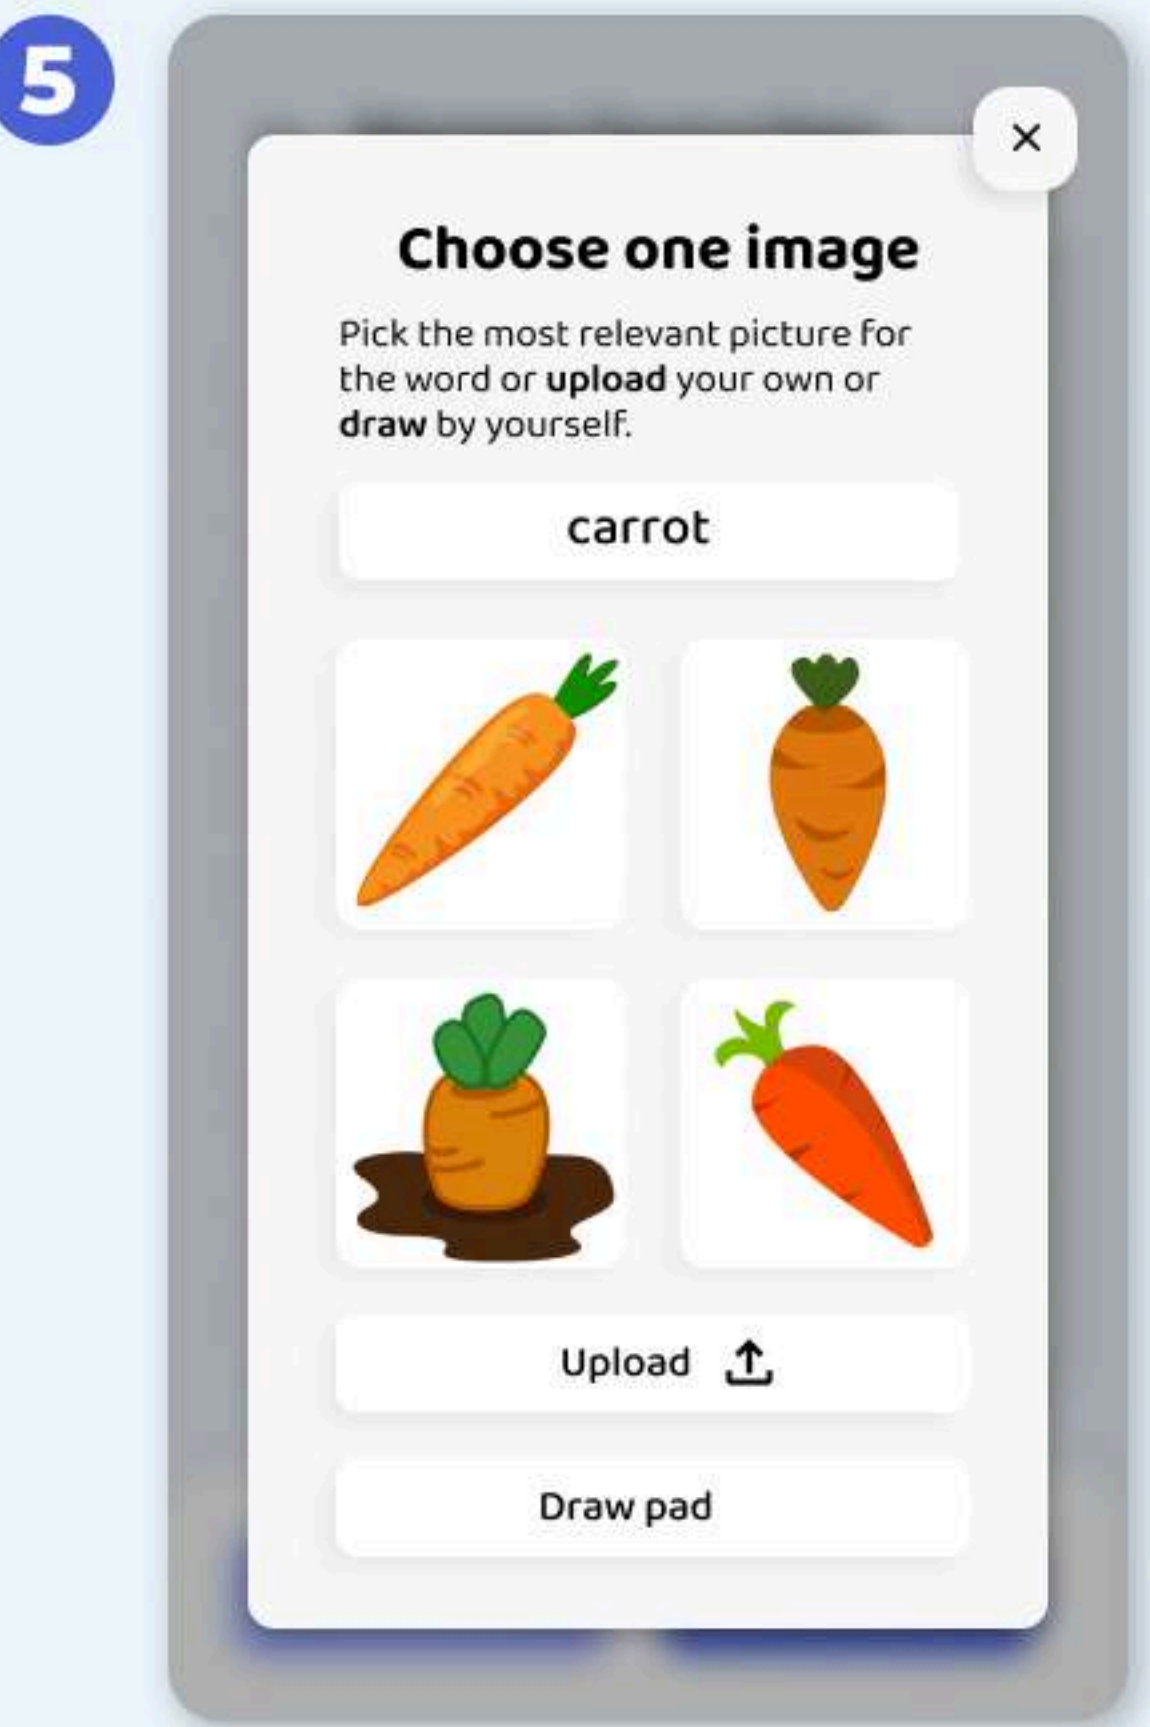 5
Choose one image
Pick the most relevant picture for
the word or upload your own or
draw by yourself.
carrot
Upload
Draw pad